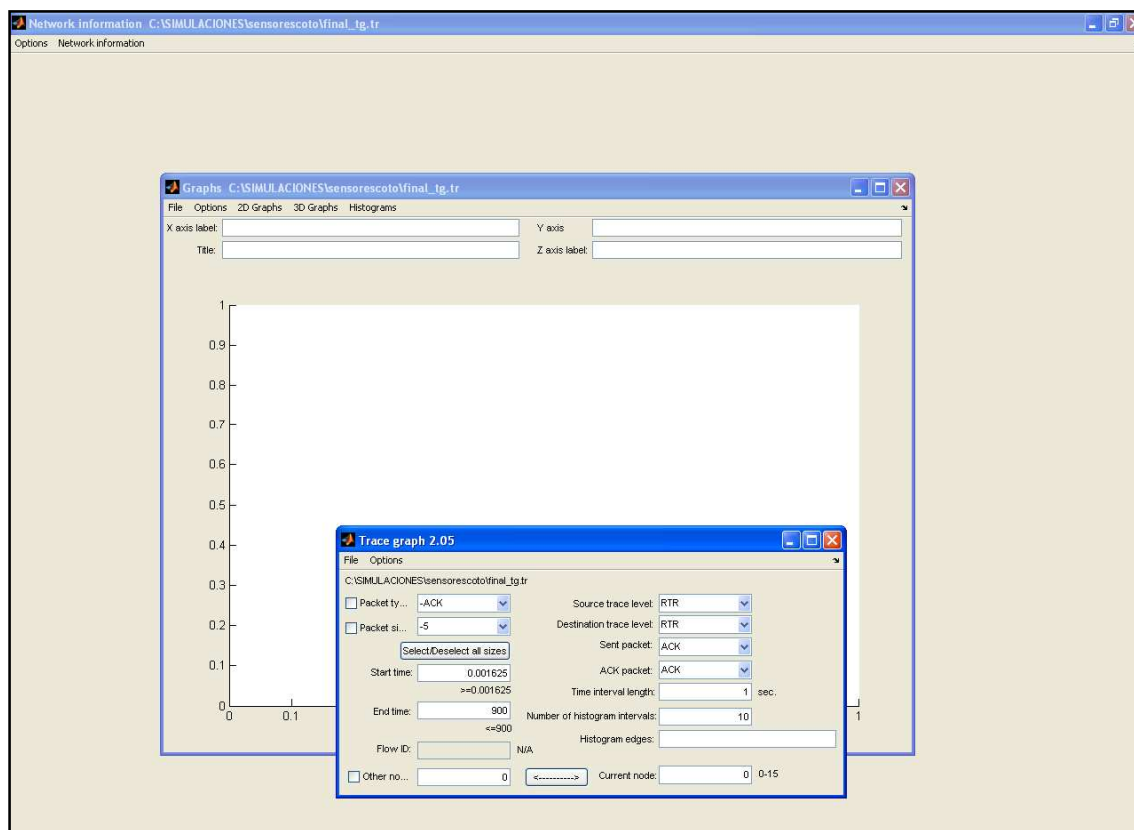 Network information C:\SIMULACIONES\sensorescoto\final_tg.tr
Options Network information
Graphs C:\SIMULACIONES\sensorescoto\final_tg.tr
File Options 2D Graphs 3D Graphs Histograms
X axis label: Y axis
Title: Z axis label:
1
0.9
0.8
0.7
0.6
0.5
0.4
0.3
0.2
0.1
0
0 0.1 1
Trace graph 2.05
File Options
C:\SIMULACIONES\sensorescoto\final_tg.tr
Packet ty... -ACK Source trace level: RTR
Packet si... -5 Destination trace level: RTR
Select/Deselect all sizes Sent packet: ACK
Start time: 0.001625 ACK packet: ACK
>=0.001625 Time interval length: 1 sec.
End time: 900 Number of histogram intervals: 10
<=900 Histogram edges:
Flow ID: N/A
Other no... 0 <----------> Current node: 0 0-15